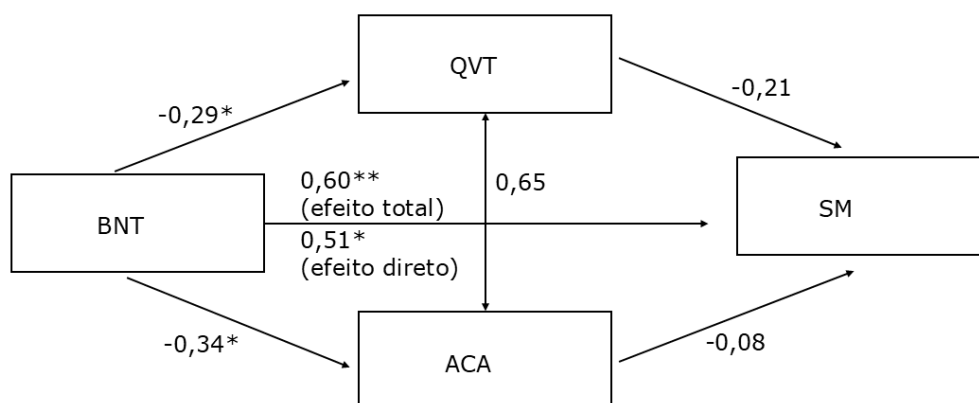 QVT
-0,29*
-0,21
BNT
0,60**
(efeito total)
0,65
SM
0,51*
(efeito direto)
-0,34*
ACA
-0,08